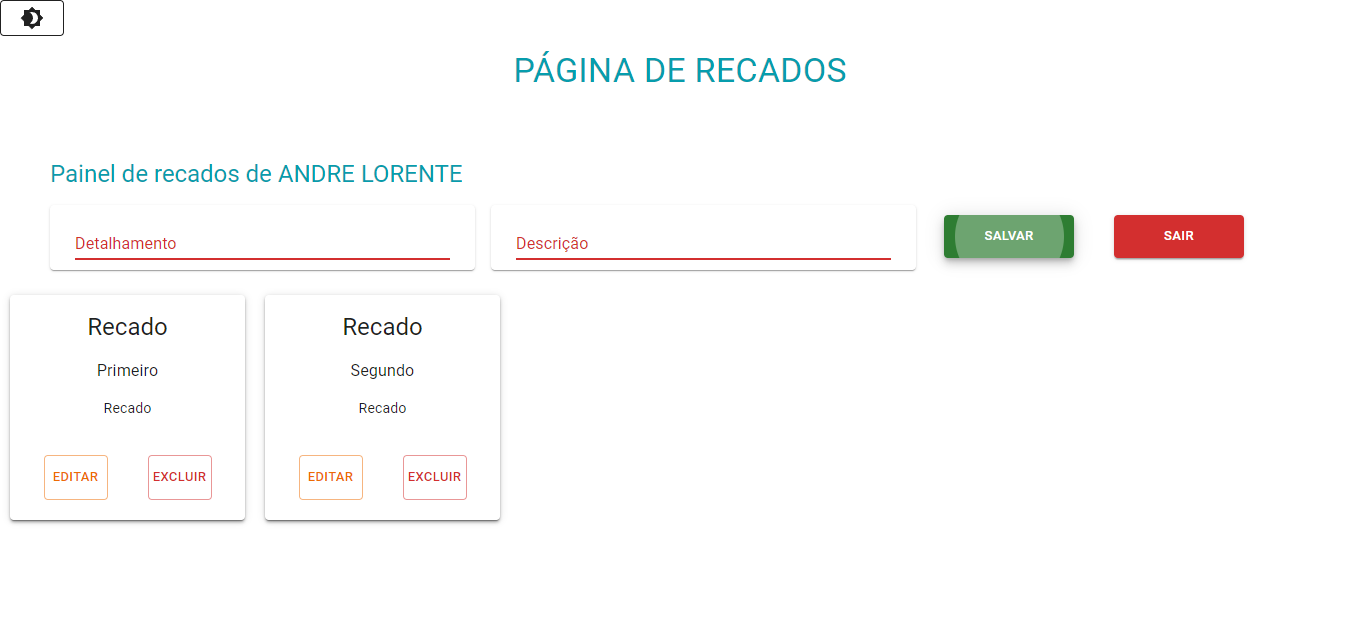 PÁGINA DE RECADOS
Painel de recados de ANDRE LORENTE
Detalhamento
Descrição
SALVAR
SAIR
Recado
Primeiro
Recado
EDITAR
EXCLUIR
Recado
Segundo
Recado
EDITAR
EXCLUIR